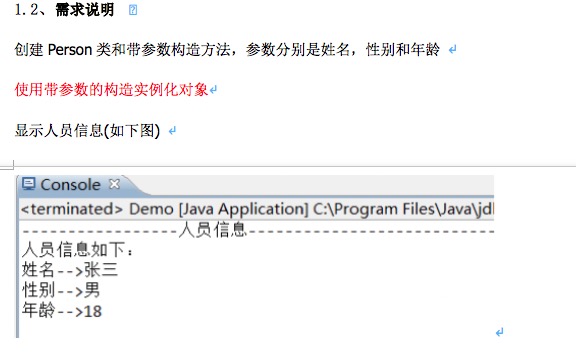 1.2、需求说明
创建 Person 类和带参数构造方法，参数分别是姓名，性别和年龄
使用带参数的构造实例化对象
显示人员信息(如下图)
Console
<terminated> Demo [Java Application] C:\Program Files\Java\jd
-----------------人员信息---------------------------
人员信息如下：
姓名-->张三
性别-->男
年龄-->18